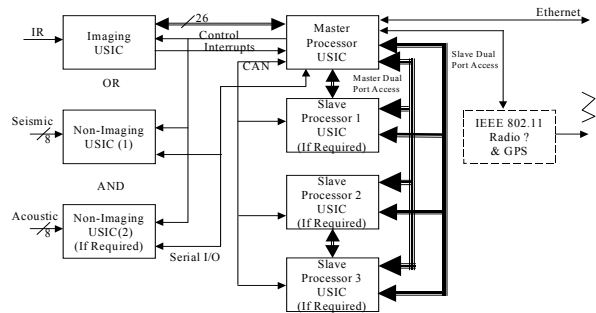 26
Ethernet
IR
Imaging
USIC
Control
Interrupts
Master
Processor
USIC
Slave Dual
Port Access
CAN
Master Dual
Port Access
OR
Seismic
8
Non-Imaging
USIC (1)
Slave
Processor 1
USIC
(If Required)
IEEE 802.11
Radio ?
& GPS
AND
Slave
Processor 2
USIC
(If Required)
Acoustic
8
Non-Imaging
USIC(2)
(If Required)
Serial I/O
Slave
Processor 3
USIC
(If Required)